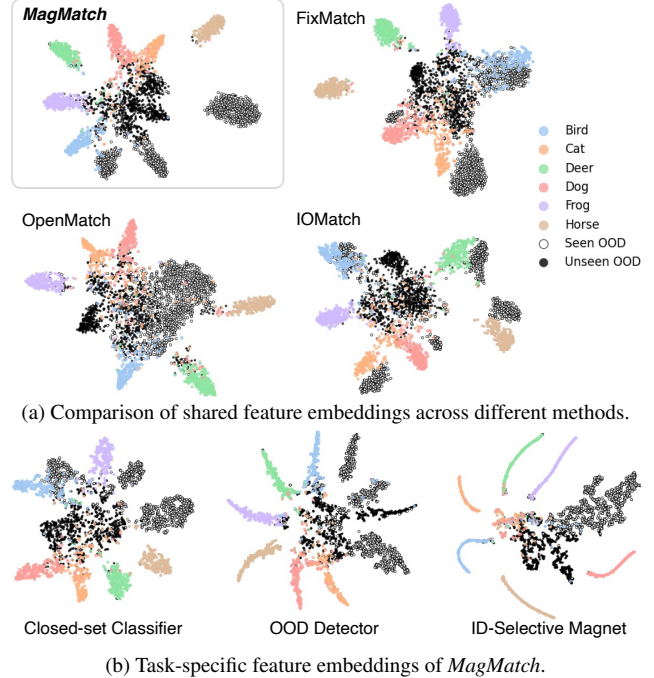 MagMatch
FixMatch
Bird
Cat
Deer
Dog
Frog
Horse
Seen OOD
Unseen OOD
OpenMatch
IOMatch
(a) Comparison of shared feature embeddings across different methods.
Closed-set Classifier
OOD Detector
ID-Selective Magnet
(b) Task-specific feature embeddings of MagMatch.